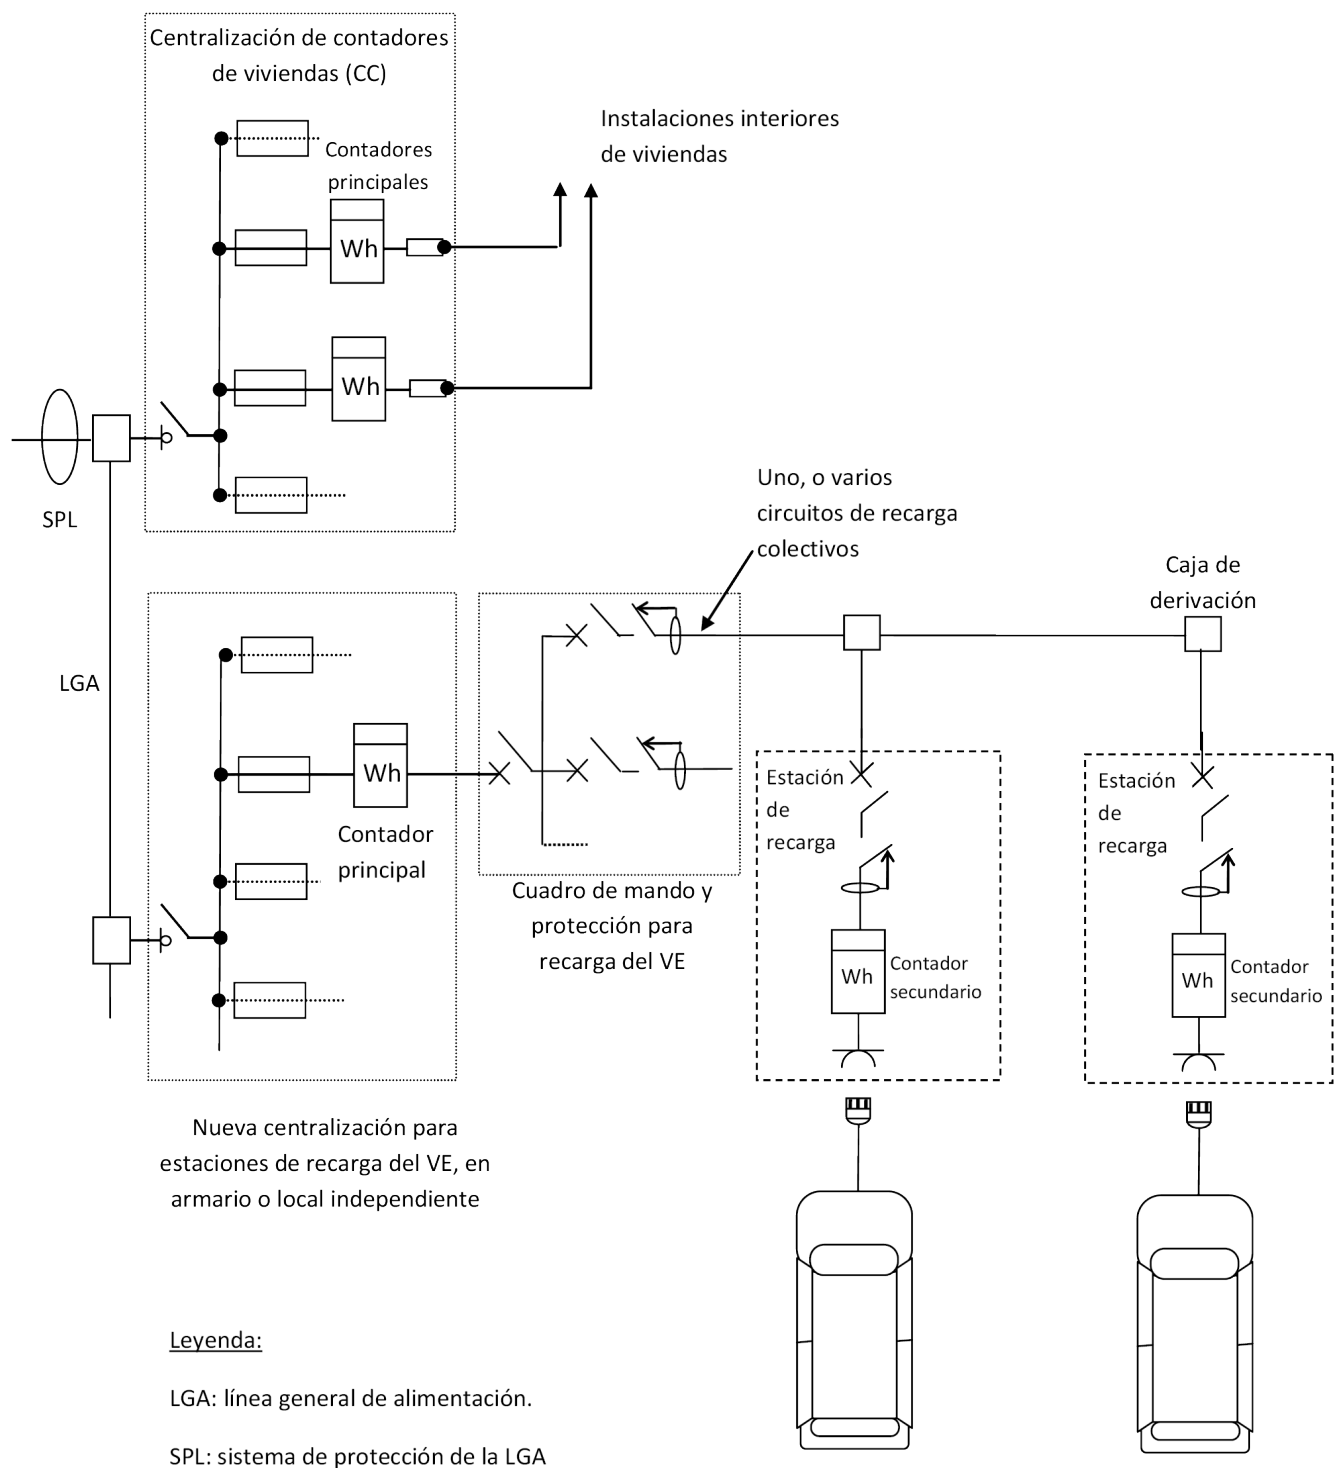 Centralización de contadores
de viviendas (CC)
Contadores
principales
Wh
Wh
Instalaciones interiores
de viviendas
SPL
Uno, o varios
circuitos de recarga
colectivos
Caja de
derivación
LGA
Wh
Contador
principal
Cuadro de mando y
protección para
recarga del VE
Estación
de
recarga
Wh
Contador
secundario
Estación
de
recarga
Wh
Contador
secundario
Nueva centralización para
estaciones de recarga del VE, en
armario o local independiente
Leyenda:
LGA: línea general de alimentación.
SPL: sistema de protección de la LGA